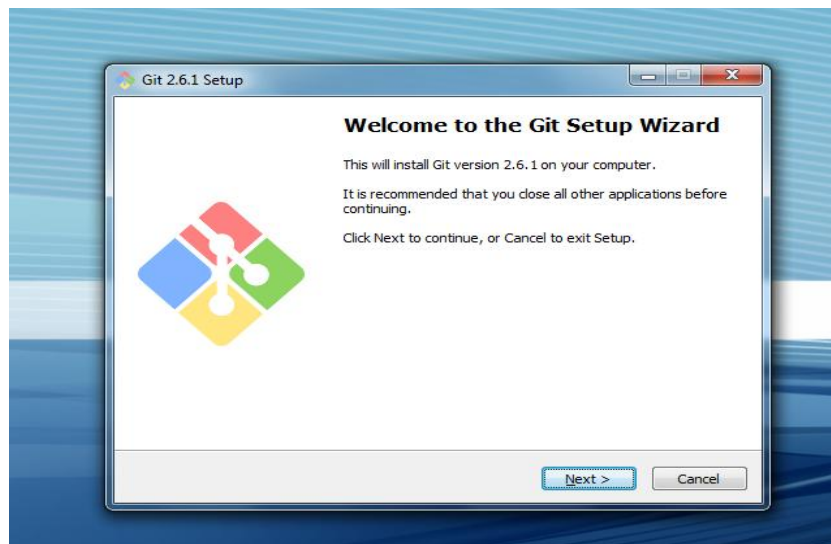 Git 2.6.1 Setup
Welcome to the Git Setup Wizard
This will install Git version 2.6.1 on your computer.
It is recommended that you close all other applications before
continuing.
Click Next to continue, or Cancel to exit Setup.
Next >
Cancel